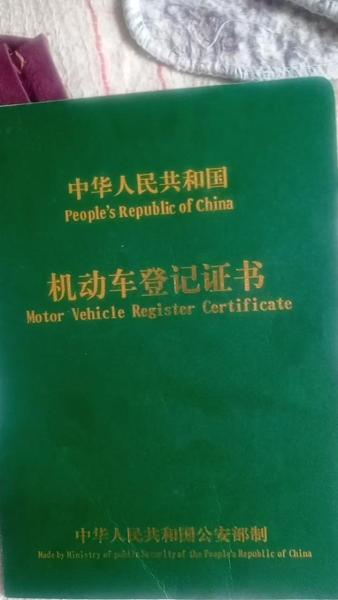 中华人民共和国
People's Republic of China
机动车登记证书
Motor Vehicle Register Certificate
中华人民共和国公安部制
Made by Ministry of public Security of the People's Republic of China